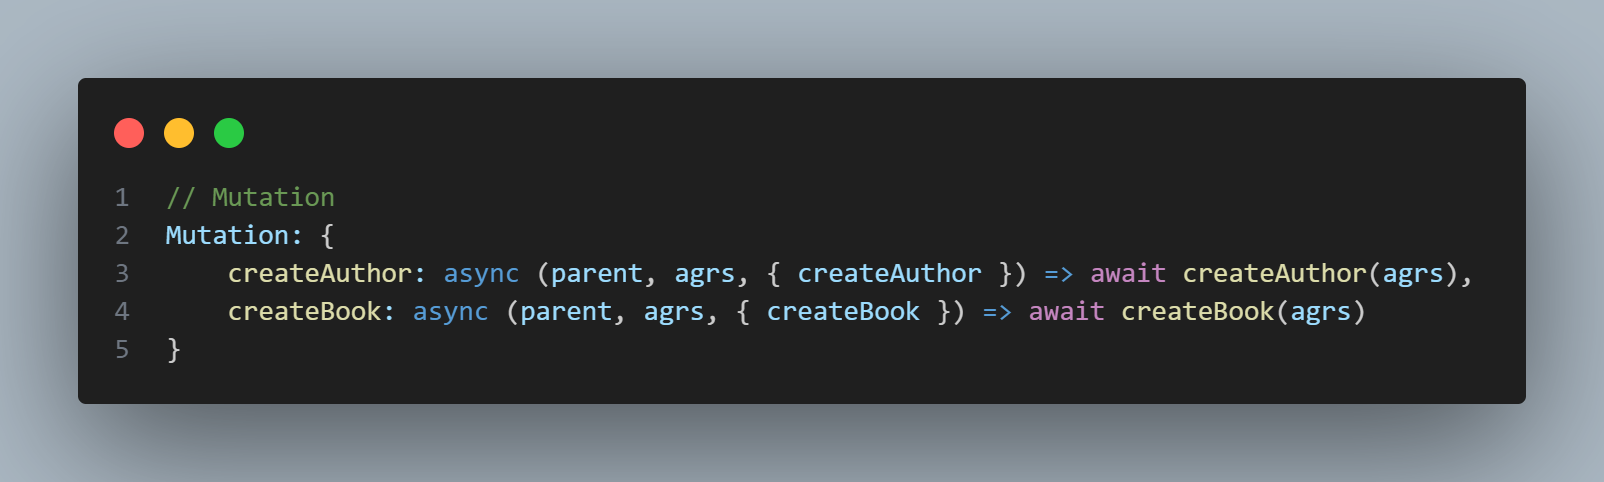 1 // Mutation
2 Mutation: {
3     createAuthor: async (parent, agrs, { createAuthor }) => await createAuthor(agrs),
4     createBook: async (parent, agrs, { createBook }) => await createBook(agrs)
5 }